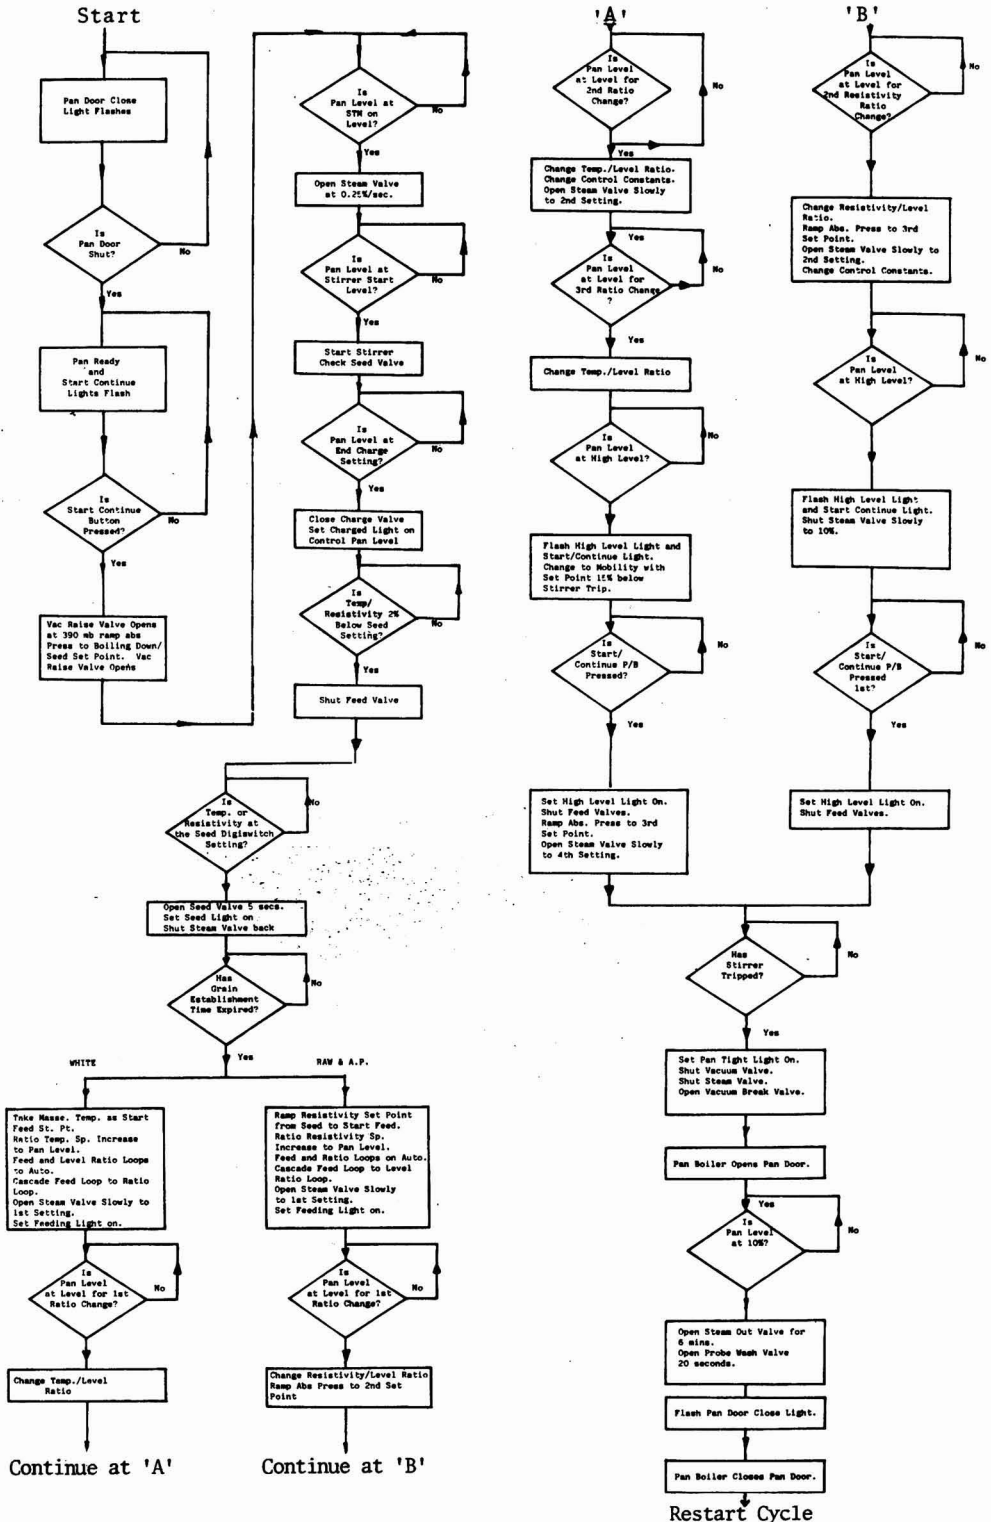 Start
Pan Door Close
Light Flashes
Is
Pan Door
Shut?
No
Yes
Pan Ready
and
Start Continue
Lights Flash
Is
Start Continue
Button
Pressed?
No
Yes
Vac Raise Valve Opens
at 390 mb ramp abs
Press to Boiling Down/
Seed Set Point. Vac
Raise Valve Opens
Is
Pan Level at
STM on
Level?
No
Yes
Open Steam Valve
at 0.25%/sec.
Is
Pan Level at
Stirrer Start
Level?
No
Yes
Start Stirrer
Check Seed Valve
Is
Pan Level at
End Charge
Setting?
No
Yes
Close Charge Valve
Set Charged Light on
Control Pan Level
Is
Temp/
Resistivity 2%
Below Seed
Setting?
No
Yes
Shut Feed Valve
Is
Temp. or
Resistivity at
the Seed Digiswitch
Setting?
No
Open Seed Valve 5 secs.
Set Seed Light on
Shut Steam Valve back
Has
Grain
Establishment
Time Expired?
No
Yes
WHITE
RAW & A.P.
Take Masse. Temp. as Start
Feed St. Pt.
Ratio Temp. Sp. Increase
to Pan Level.
Feed and Level Ratio Loops
to Auto.
Cascade Feed Loop to Ratio
Loop.
Open Steam Valve Slowly to
1st Setting.
Set Feeding Light on.
Is
Pan Level
at Level for 1st
Ratio Change?
No
Change Temp./Level
Ratio
Continue at 'A'
Ramp Resistivity Set Point
from Seed to Start Feed.
Ratio Resistivity Sp.
Increase to Pan Level.
Feed and Ratio Loops on Auto.
Cascade Feed Loop to Level
Ratio Loop.
Open Steam Valve Slowly
to 1st Setting.
Set Feeding Light on.
Is
Pan Level
at Level for 1st
Ratio Change?
No
Change Resistivity/Level Ratio
Ramp Abs Press to 2nd Set
Point
Continue at 'B'
'A'
Is
Pan Level
at Level for
2nd Ratio
Change?
No
Yes
Change Temp./Level Ratio.
Change Control Constants.
Open Steam Valve Slowly
to 2nd Setting.
Yes
Is
Pan Level
at Level for
3rd Ratio Change
?
No
Yes
Change Temp./Level Ratio
Is
Pan Level
at High Level?
No
Flash High Level Light and
Start/Continue Light.
Change to Mobility with
Set Point 15% below
Stirrer Trip.
Is
Start/
Continue P/B
Pressed?
No
Yes
Set High Level Light On.
Shut Feed Valves.
Ramp Abs. Press to 3rd
Set Point.
Open Steam Valve Slowly
to 4th Setting.
'B'
Is
Pan Level
at Level for
2nd Resistivity
Ratio
Change?
No
Change Resistivity/Level
Ratio.
Ramp Abs. Press to 3rd
Set Point.
Open Steam Valve Slowly to
2nd Setting.
Change Control Constants.
Is
Pan Level
at High Level?
No
Flash High Level Light
and Start Continue Light.
Shut Steam Valve Slowly
to 10%.
Is
Start/
Continue P/B
Pressed
1st?
No
Yes
Set High Level Light On.
Shut Feed Valves.
Has
Stirrer
Tripped?
No
Yes
Set Pan Tight Light On.
Shut Vacuum Valve.
Shut Steam Valve.
Open Vacuum Break Valve.
Pan Boiler Opens Pan Door.
Yes
Is
Pan Level
at 10%?
No
Open Steam Out Valve for
6 mins.
Open Probe Wash Valve
20 seconds.
Flash Pan Door Close Light.
Pan Boiler Closes Pan Door.
Restart Cycle